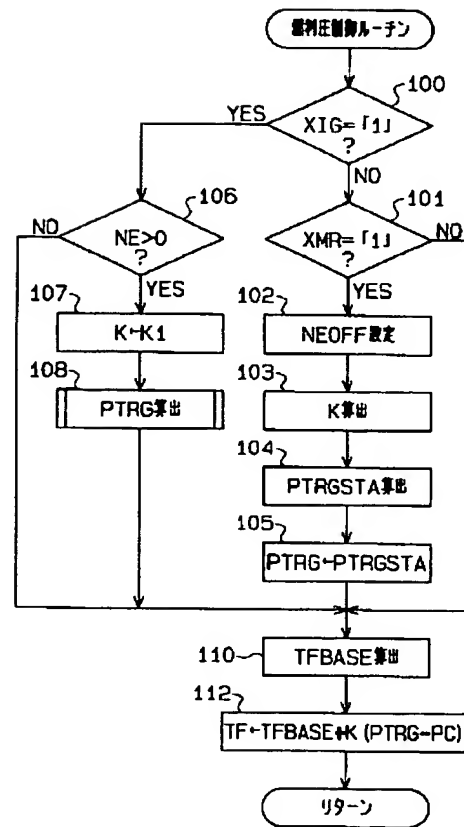 燃料圧制御ルーチン
100
XIG=「1」
?
YES
NO
106
101
NE>0
?
NO
YES
XMR=「1」
?
NO
YES
107
K←K1
102
NEOFF設定
108
PTRG算出
103
K算出
104
PTRGSTA算出
105
PTRG←PTRGSTA
110
TFBASE算出
112
TF←TFBASE+K(PTRG-PC)
リターン